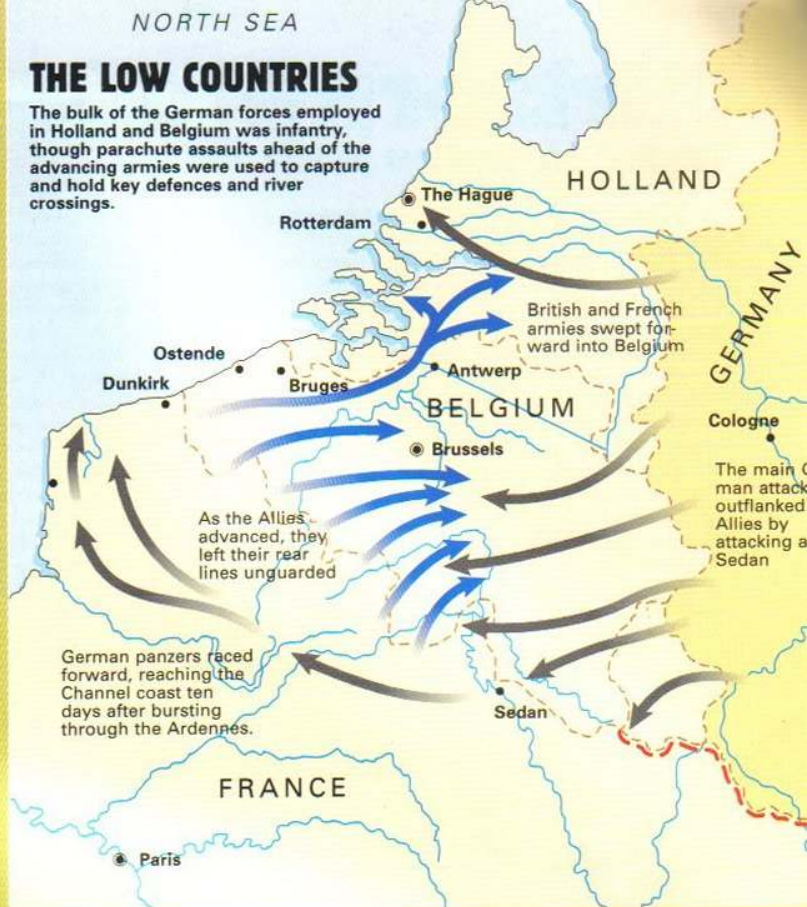 NORTH SEA
THE LOW COUNTRIES
The bulk of the German forces employed
in Holland and Belgium was infantry,
though parachute assaults ahead of the
advancing armies were used to capture
and hold key defences and river
crossings.
HOLLAND
The Hague
Rotterdam
GERMANY
British and French
armies swept for-
ward into Belgium
Ostende
Dunkirk
Bruges
Antwerp
BELGIUM
Brussels
Cologne
The main
man attack
outflanked
Allies by
attacking
Sedan
As the Allies
advanced, they
left their rear
lines unguarded
German panzers raced
forward, reaching the
Channel coast ten
days after bursting
through the Ardennes.
Sedan
FRANCE
Paris